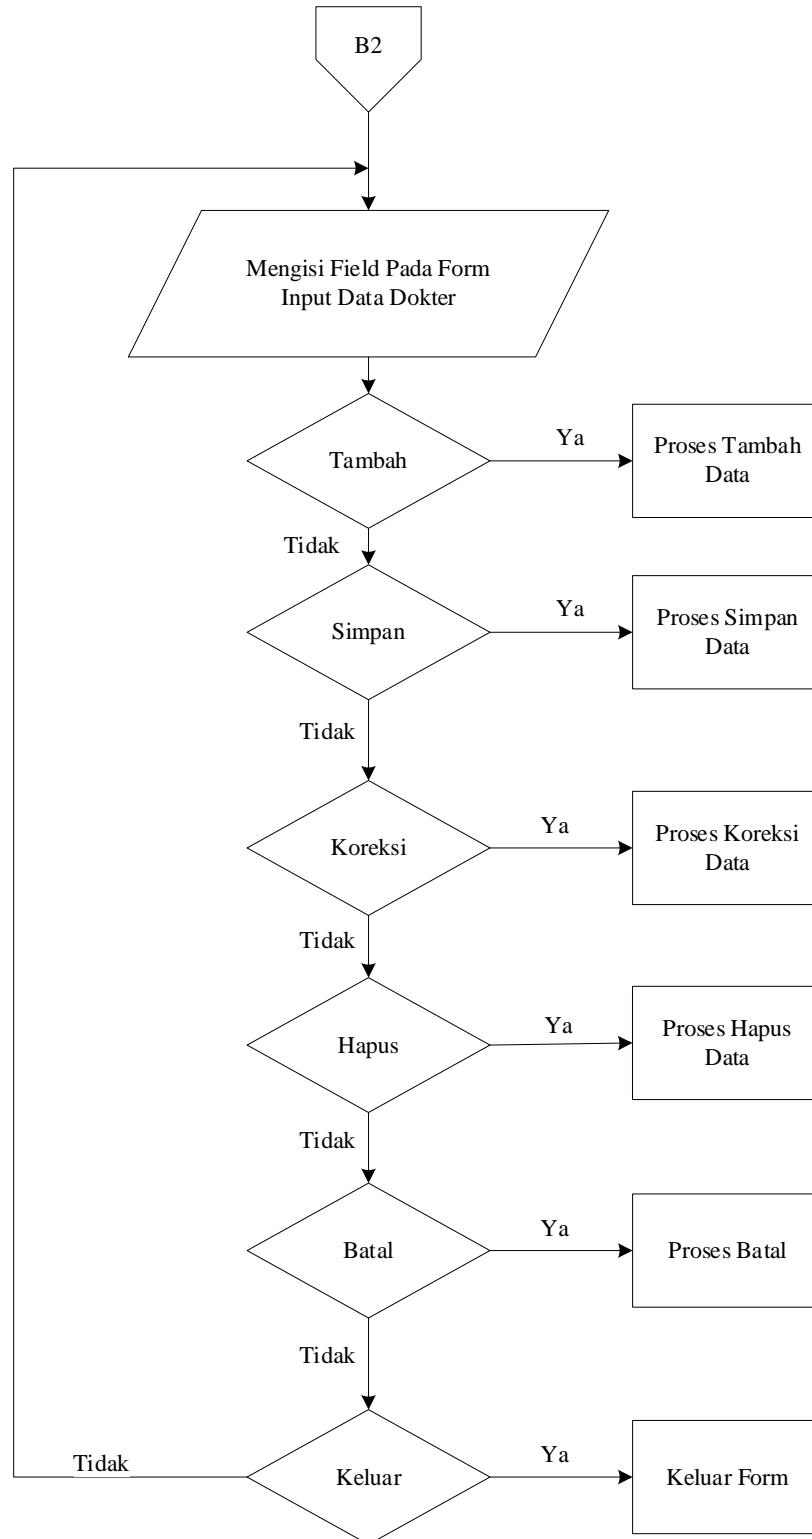 B2
Mengisi Field Pada Form
Input Data Dokter
Tambah
Ya
Proses Tambah
Data
Tidak
Simpan
Ya
Proses Simpan
Data
Tidak
Koreksi
Ya
Proses Koreksi
Data
Tidak
Hapus
Ya
Proses Hapus
Data
Tidak
Batal
Ya
Proses Batal
Tidak
Tidak
Keluar
Ya
Keluar Form